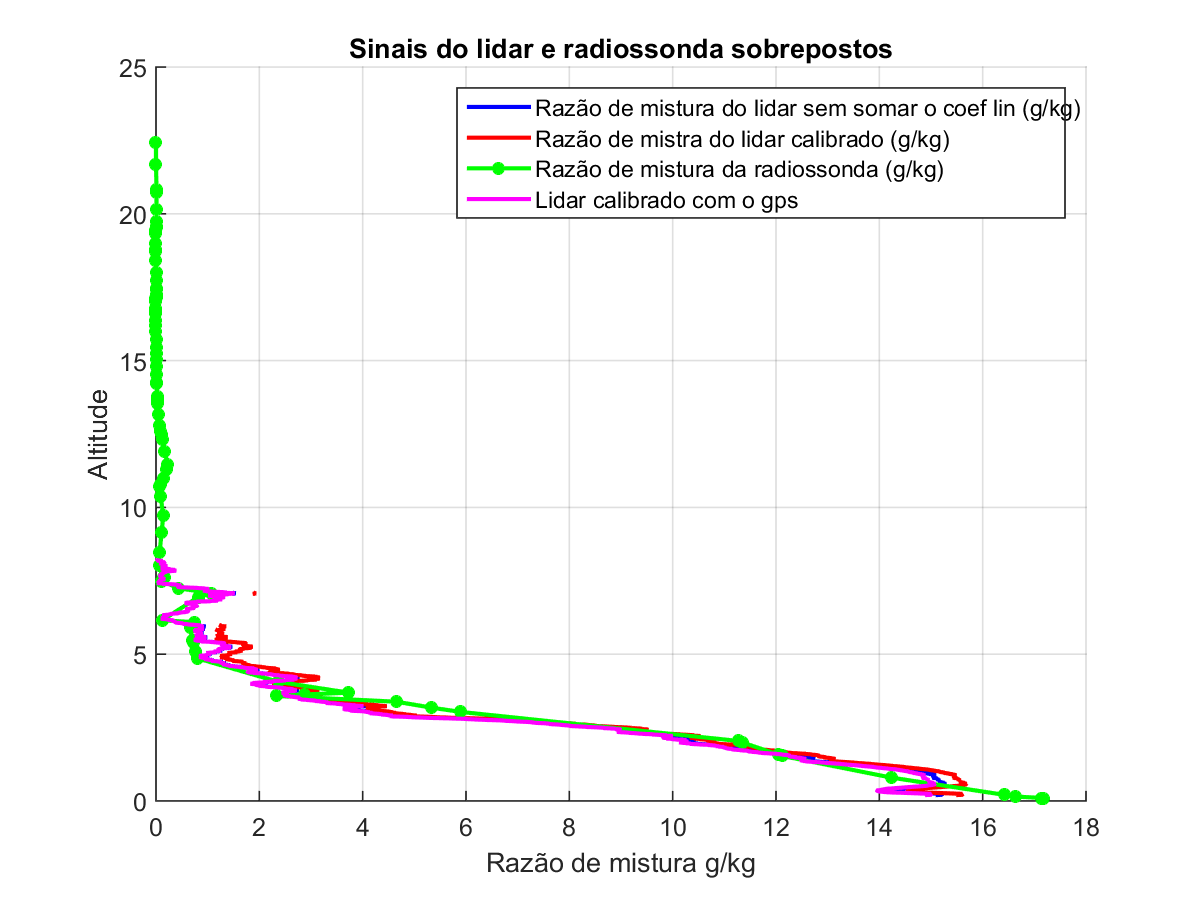 Sinais do lidar e radiossonda sobrepostos
25
Razão de mistura do lidar sem somar o coef lin (g/kg)
Razão de mistra do lidar calibrado (g/kg)
Razão de mistura da radiossonda (g/kg)
Lidar calibrado com o gps
20
15
Altitude
10
5
0
0 2 4 6 8 10 12 14 16 18
Razão de mistura g/kg